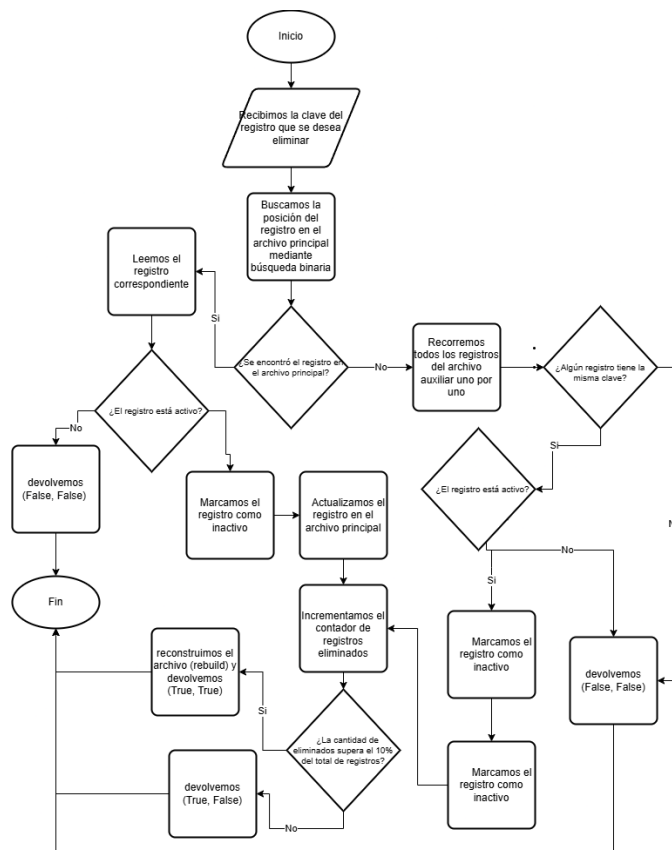 Inicio
Recibimos la clave del
registro que se desea
eliminar
Buscamos la
posición del
registro en el
archivo principal
mediante
búsqueda binaria
Leemos el
registro
correspondiente
Si
¿Se encontró el registro en
el archivo principal?
No
Recorremos
todos los registros
del archivo
auxiliar uno por
uno
¿Algún registro tiene la
misma clave?
¿El registro está activo?
No
Si
devolvemos
(False, False)
Marcamos el
registro como
inactivo
Actualizamos el
registro en el
archivo principal
¿El registro está activo?
No
Si
Fin
Incrementamos el
contador de
registros
eliminados
Marcamos el
registro como
inactivo
devolvemos
(False, False)
reconstruimos el
archivo (rebuild) y
devolvemos
(True, True)
Si
¿La cantidad de
eliminados supera el 10%
del total de registros?
Marcamos el
registro como
inactivo
devolvemos
(True, False)
No